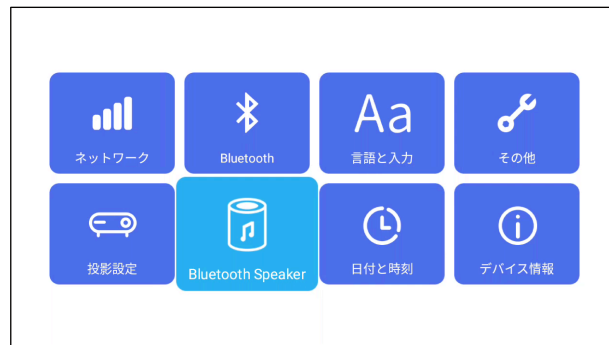 ネットワーク
Bluetooth
Aa
言語と入力
その他
投影設定
Bluetooth Speaker
日付と時刻
デバイス情報